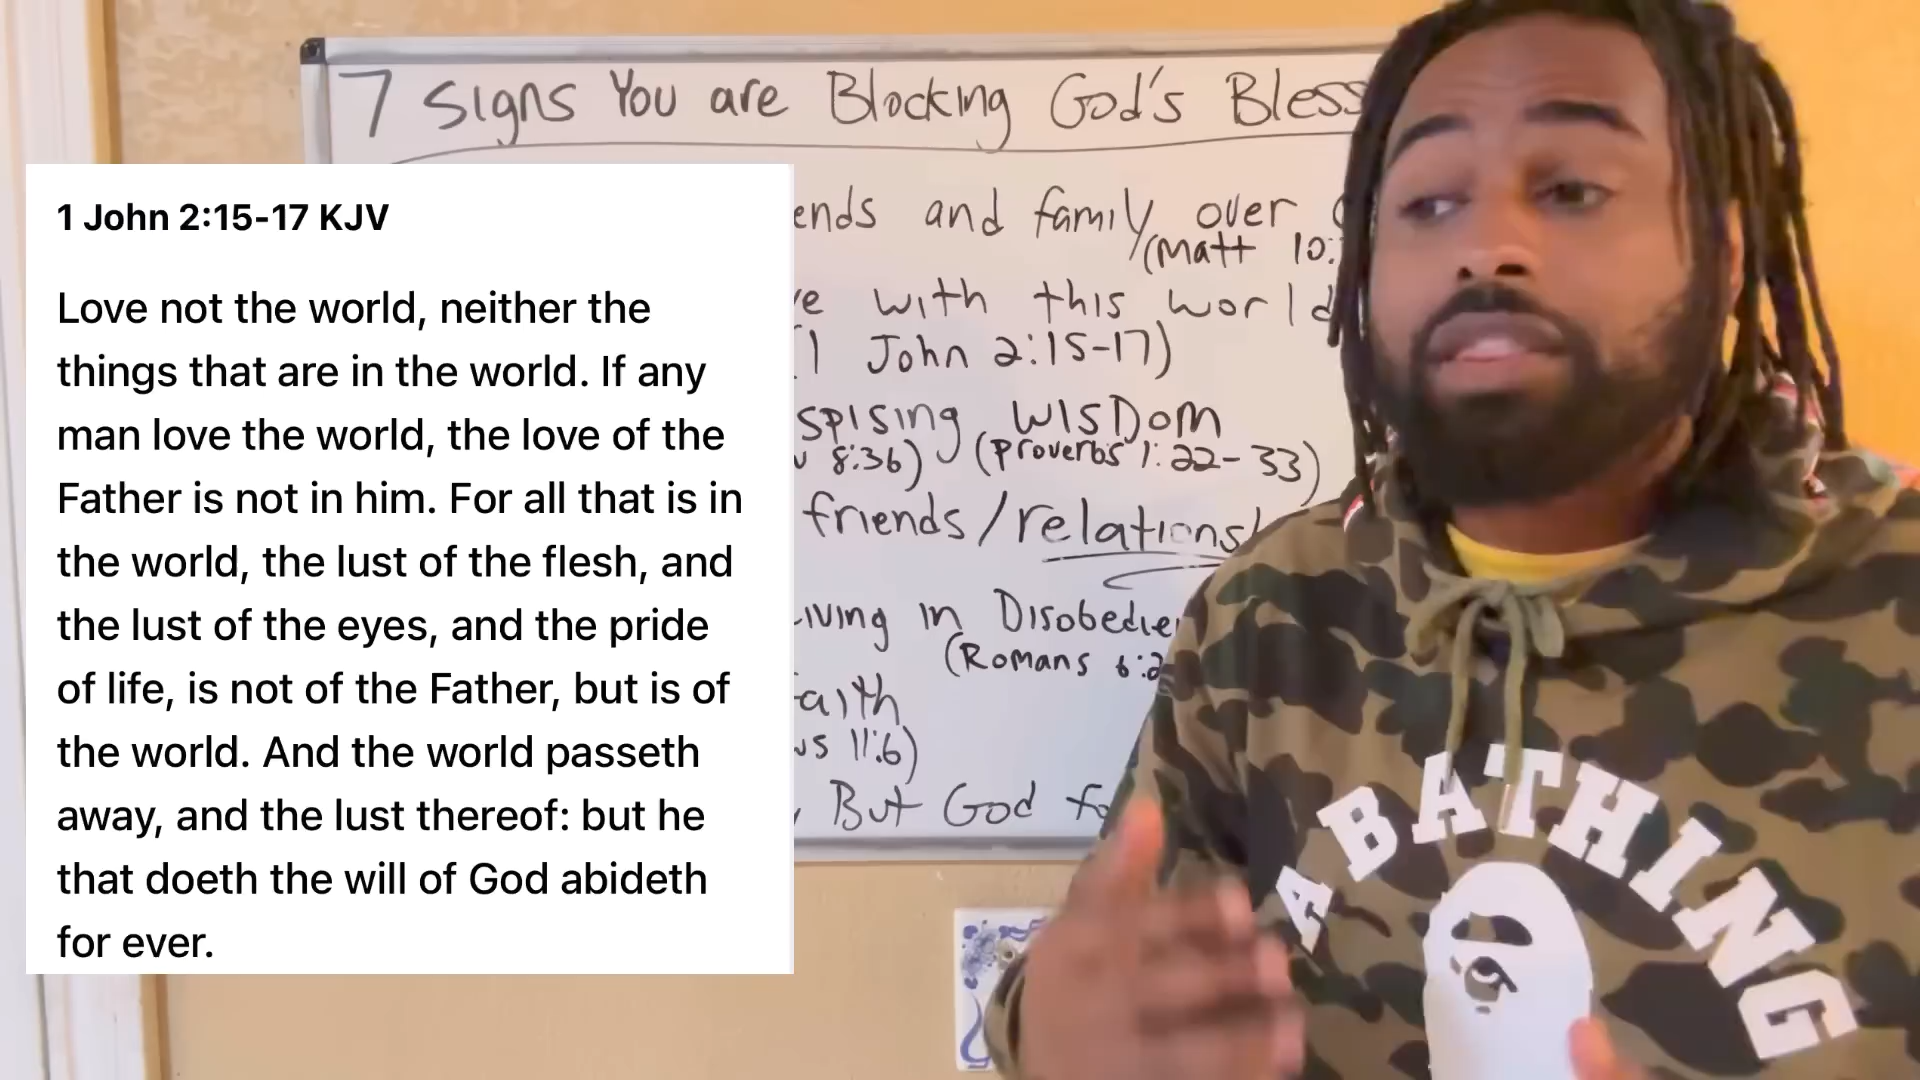 7 Signs You are Blocking God's Bless
1 John 2:15-17 KJV
Love not the world, neither the
things that are in the world. If any
man love the world, the love of the
Father is not in him. For all that is in
the world, the lust of the flesh, and
the lust of the eyes, and the pride
of life, is not of the Father, but is of
the world. And the world passeth
away, and the lust thereof: but he
that doeth the will of God abideth
for ever.
ends and family over
(Matt 10:
with this world
(1 John 2:15-17)
spising WISDOM
8:36) (Proverbs 1:22-33)
friends/relations
Living in Disobedie
(Romans 6:2
Faith
11:6)
But God fo
A BATHING